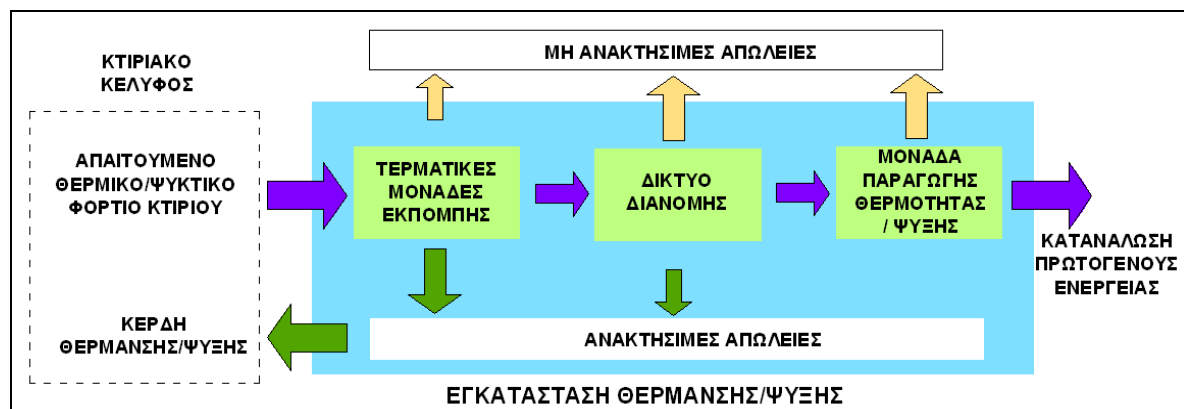 ΜΗ ΑΝΑΚΤΗΣΙΜΕΣ ΑΠΩΛΕΙΕΣ
ΚΤΙΡΙΑΚΟ
ΚΕΛΥΦΟΣ
ΑΠΑΙΤΟΥΜΕΝΟ
ΘΕΡΜΙΚΟ/ΨΥΚΤΙΚΟ
ΦΟΡΤΙΟ ΚΤΙΡΙΟΥ
ΤΕΡΜΑΤΙΚΕΣ
ΜΟΝΑΔΕΣ
ΕΚΠΟΜΠΗΣ
ΔΙΚΤΥΟ
ΔΙΑΝΟΜΗΣ
ΜΟΝΑΔΑ
ΠΑΡΑΓΩΓΗΣ
ΘΕΡΜΟΤΗΤΑΣ
/ ΨΥΞΗΣ
ΚΑΤΑΝΑΛΩΣΗ
ΠΡΩΤΟΓΕΝΟΥΣ
ΕΝΕΡΓΕΙΑΣ
ΚΕΡΔΗ
ΘΕΡΜΑΝΣΗΣ/ΨΥΞΗΣ
ΑΝΑΚΤΗΣΙΜΕΣ ΑΠΩΛΕΙΕΣ
ΕΓΚΑΤΑΣΤΑΣΗ ΘΕΡΜΑΝΣΗΣ/ΨΥΞΗΣ